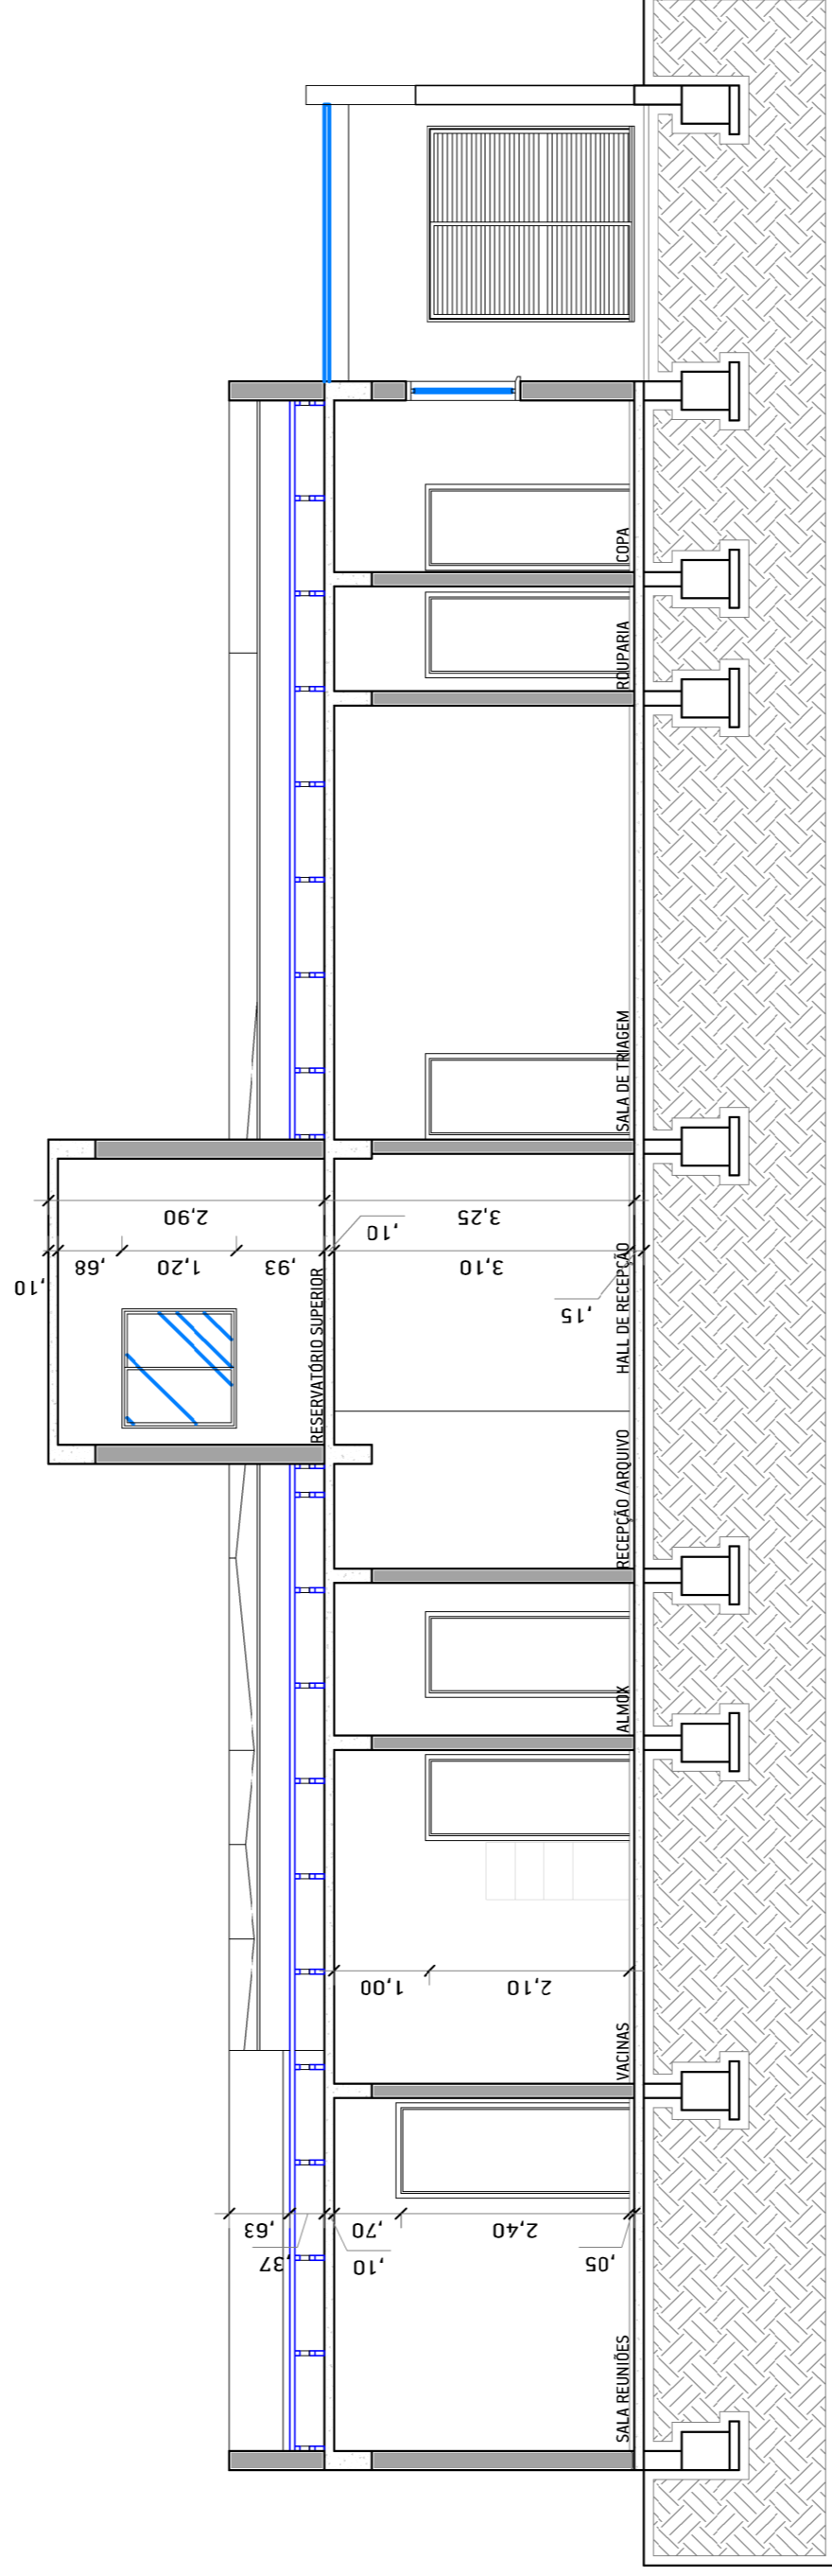 COPA
ROUPARIA
SALA DE TRIAGEM
2,90
3,25
,10
,10
,68
1,20
,93
3,10
,15
HALL DE RECEPÇÃO
RESERVATÓRIO SUPERIOR
RECEPÇÃO /ARQUIVO
ALMOX
1,00
2,10
VACINAS
,63
,70
2,40
,37
,10
,05
SALA REUNIÕES